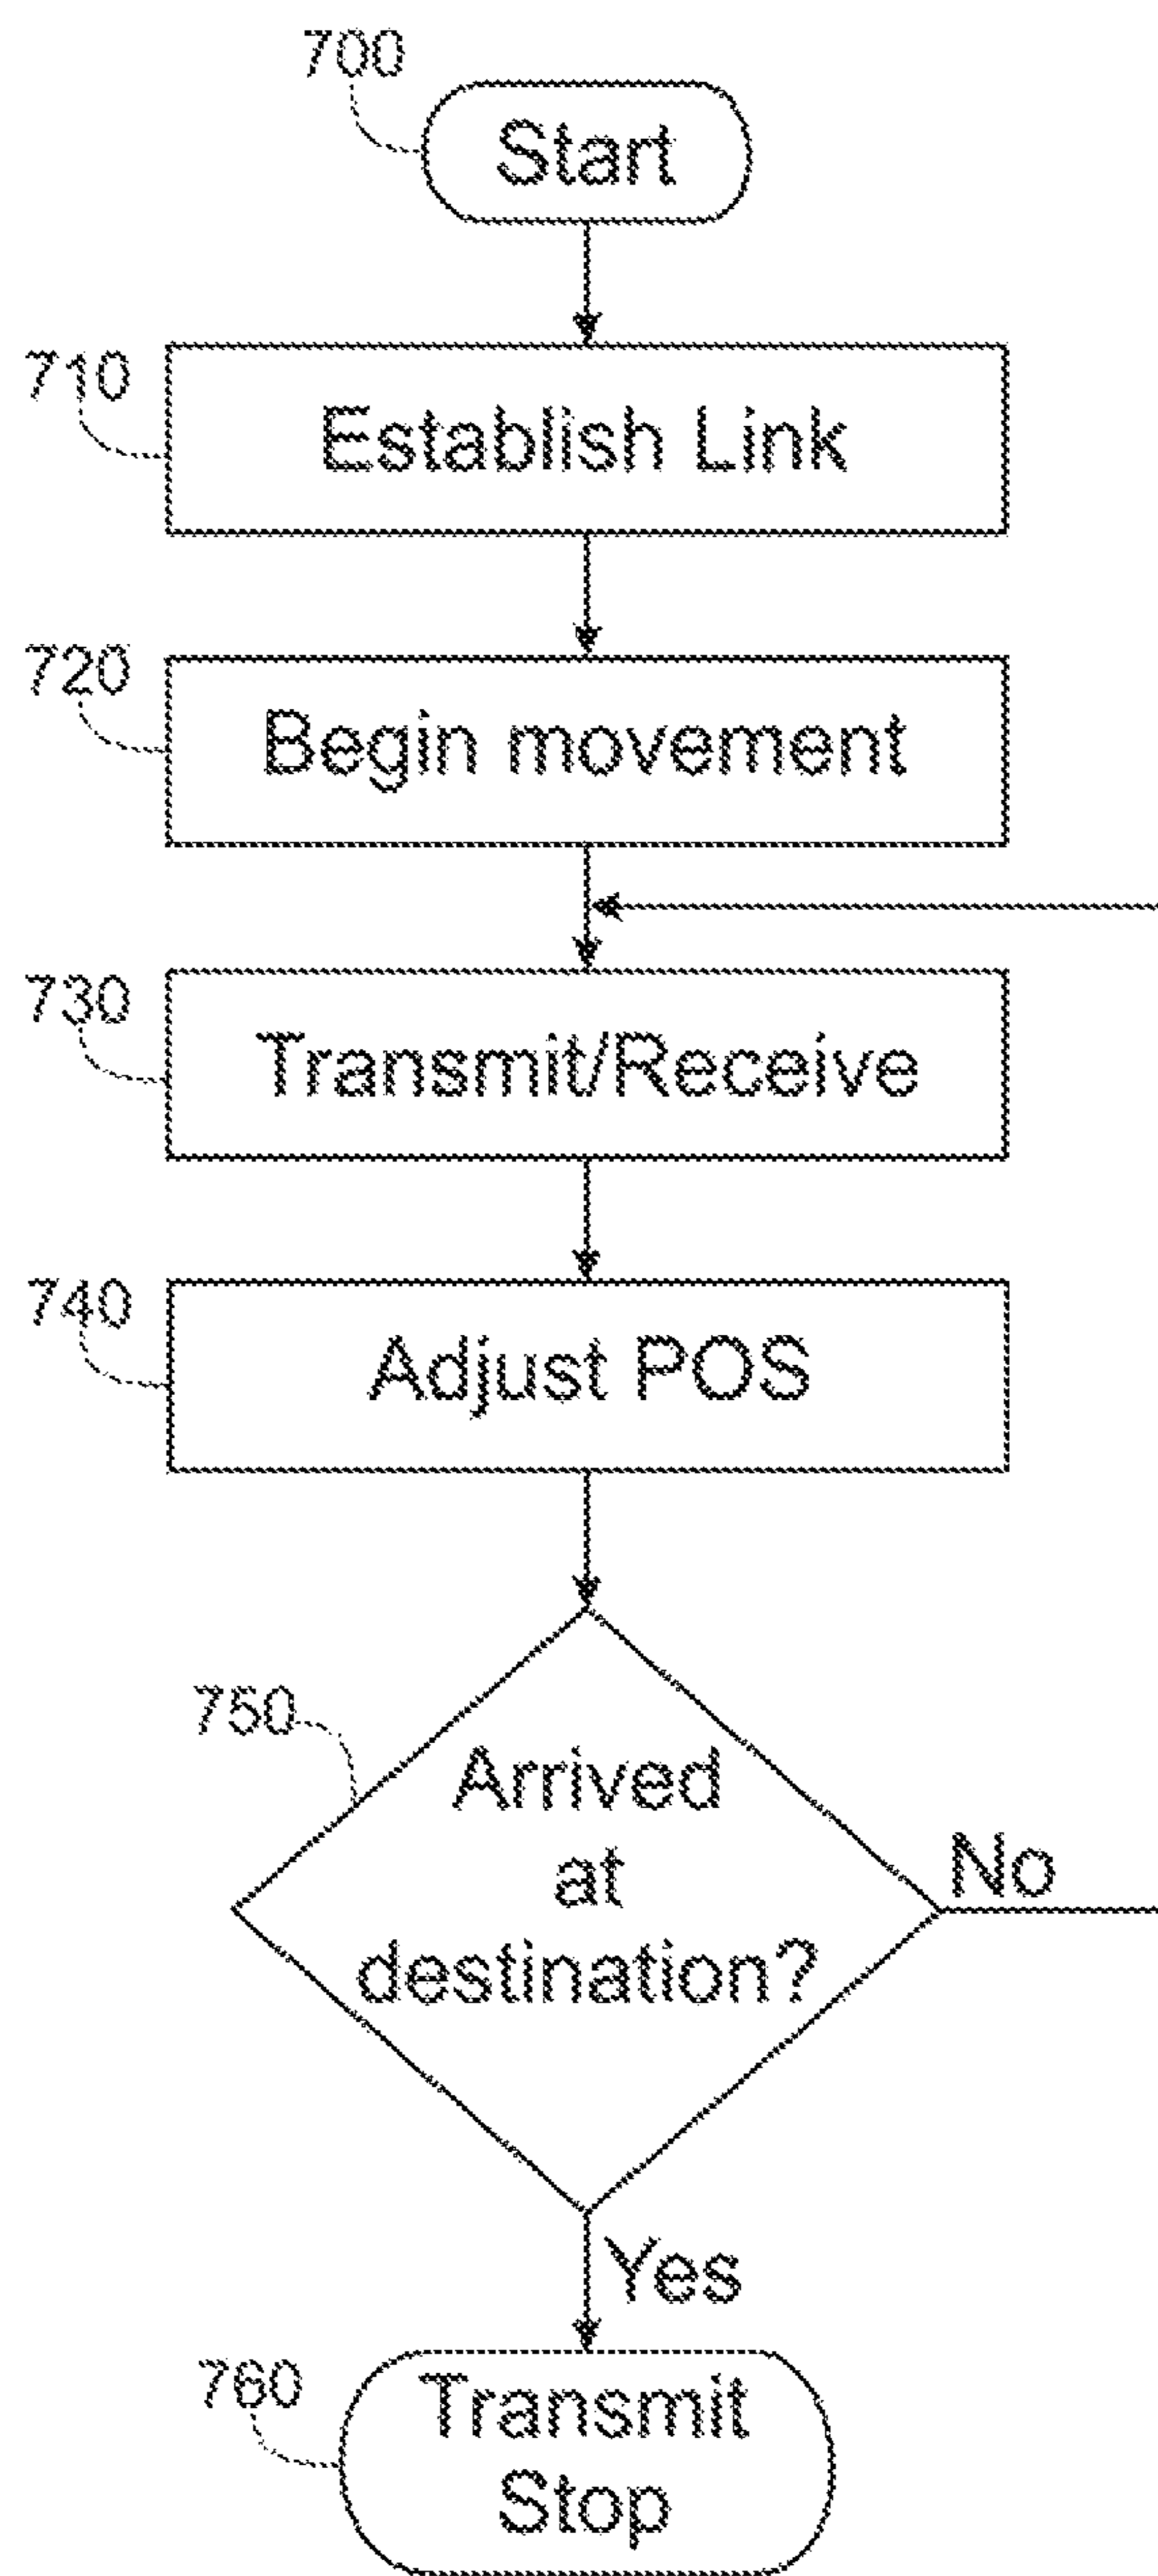 700
Start
710
Establish Link
720
Begin movement
730
Transmit/Receive
740
Adjust POS
750
Arrived
at
destination?
No
Yes
760
Transmit
Stop